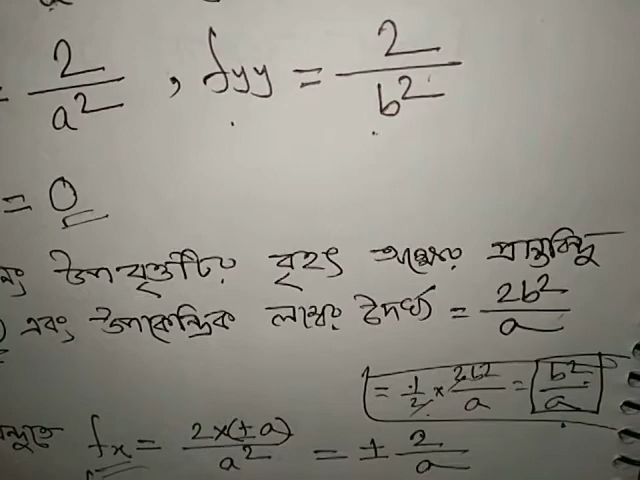 = 2/a², fyy = 2/b²
= 0
উপবৃত্তটির বৃহৎ অক্ষের প্রান্তবিন্দু
এবং উপকেন্দ্রিক লম্বের দৈর্ঘ্য = 2b²/a
= 1/2 × 2b²/a = b²/a
fx = 2×(±a)/a² = ± 2/a